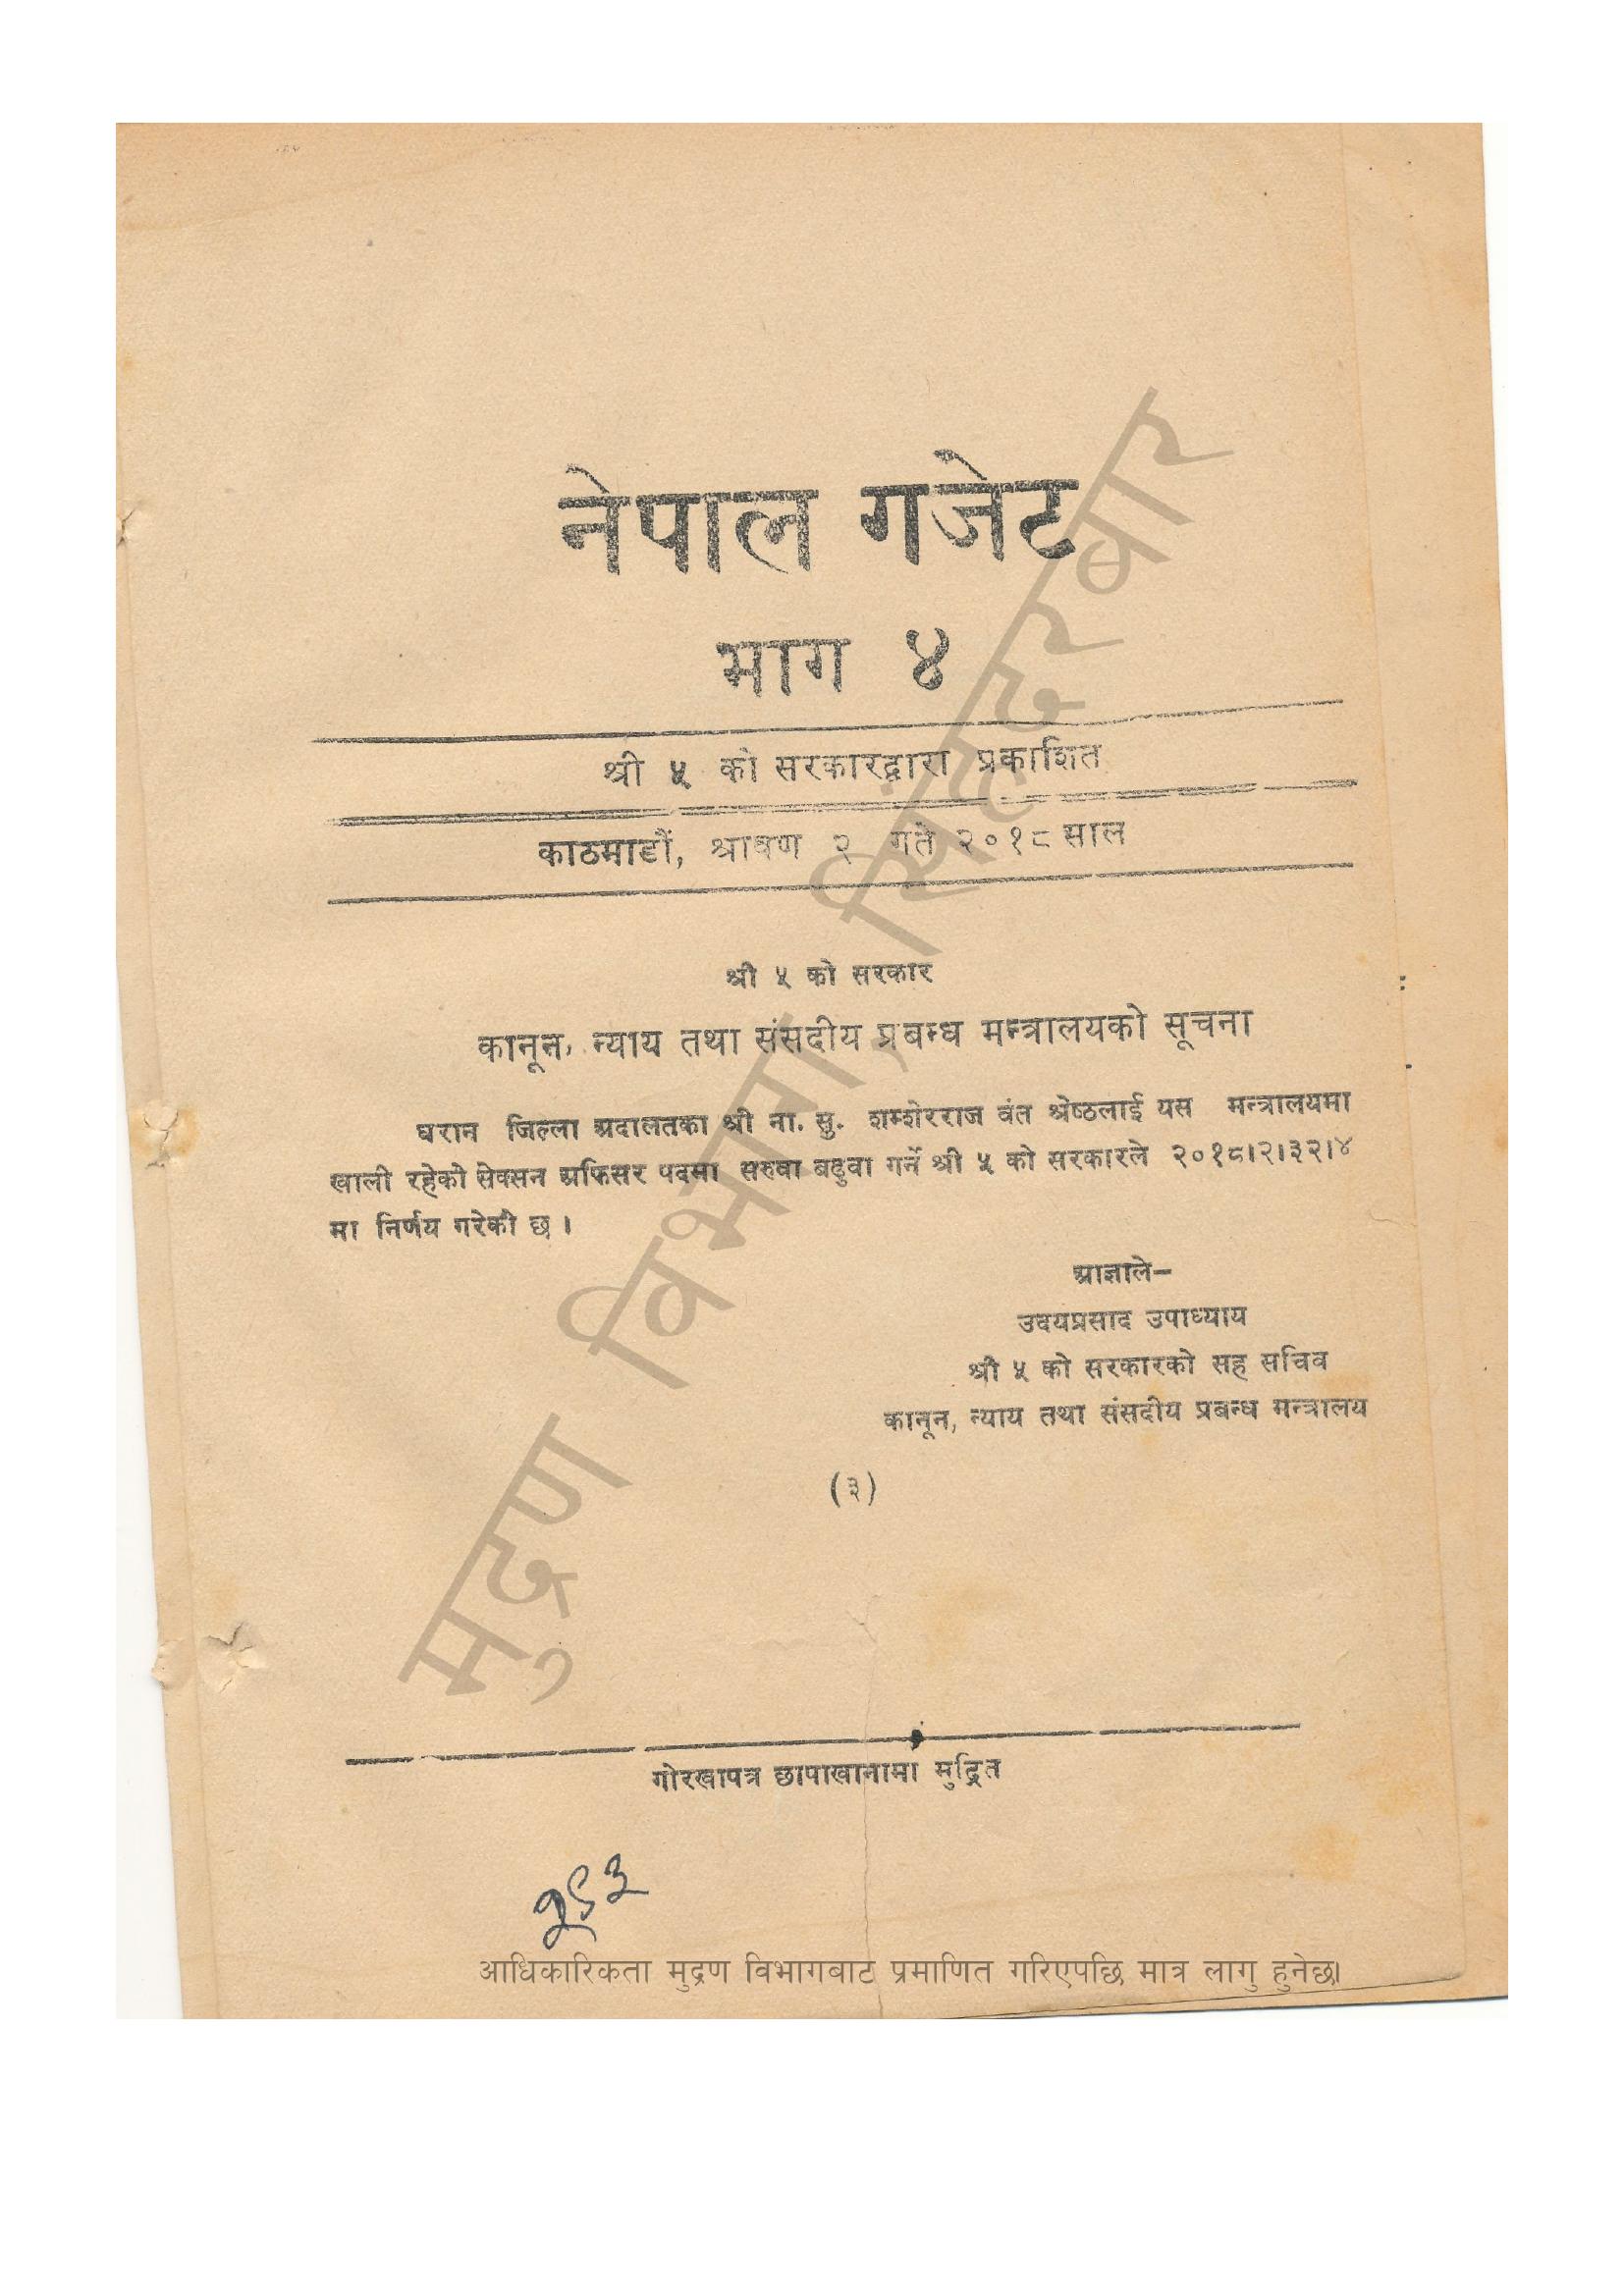 नेपाल गजेट
भाग ४
श्री ५ को सरकारद्वारा प्रकाशित
काठमाडौं, श्रावण २ गते २०१८ साल
श्री ५ को सरकार
कानून, न्याय तथा संसदीय प्रबन्ध मन्त्रालयको सूचना
धरान जिल्ला अदालतका श्री ना. सु. शम्शेरराज वंत श्रेष्ठलाई यस मन्त्रालयमा
खाली रहेको सेक्सन अफिसर पदमा सरुवा बढुवा गर्ने श्री ५ को सरकारले २०१८।२।३२।४
मा निर्णय गरेको छ ।
आज्ञाले—
उदयप्रसाद उपाध्याय
श्री ५ को सरकारको सह सचिव
कानून, न्याय तथा संसदीय प्रबन्ध मन्त्रालय
(३)
मुद्रण विभाग, सिंहदरवार
गोरखापत्र छापाखानामा मुद्रित
आधिकारिकता मुद्रण विभागबाट प्रमाणित गरिएपछि मात्र लागु हुनेछ।